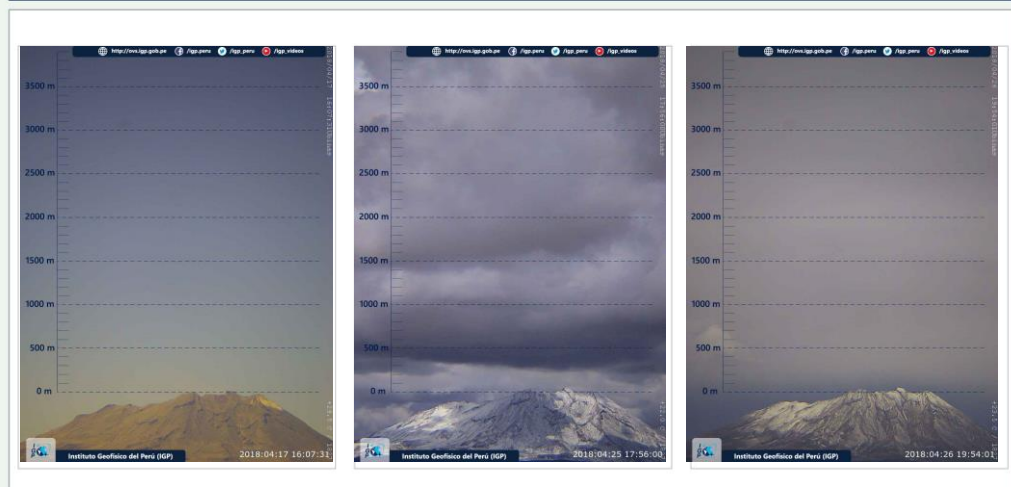 http://ovs.igp.gob.pe /igp.peru /igp_peru /igp_videos
3500 m
3000 m
2500 m
2000 m
1500 m
1000 m
500 m
0 m
Instituto Geofísico del Perú (IGP)
2018:04:17 16:07:31
http://ovs.igp.gob.pe /igp.peru /igp_peru /igp_videos
3500 m
3000 m
2500 m
2000 m
1500 m
1000 m
500 m
0 m
Instituto Geofísico del Perú (IGP)
2018:04:25 17:56:00
http://ovs.igp.gob.pe /igp.peru /igp_peru /igp_videos
3500 m
3000 m
2500 m
2000 m
1500 m
1000 m
500 m
0 m
Instituto Geofísico del Perú (IGP)
2018:04:26 19:54:01